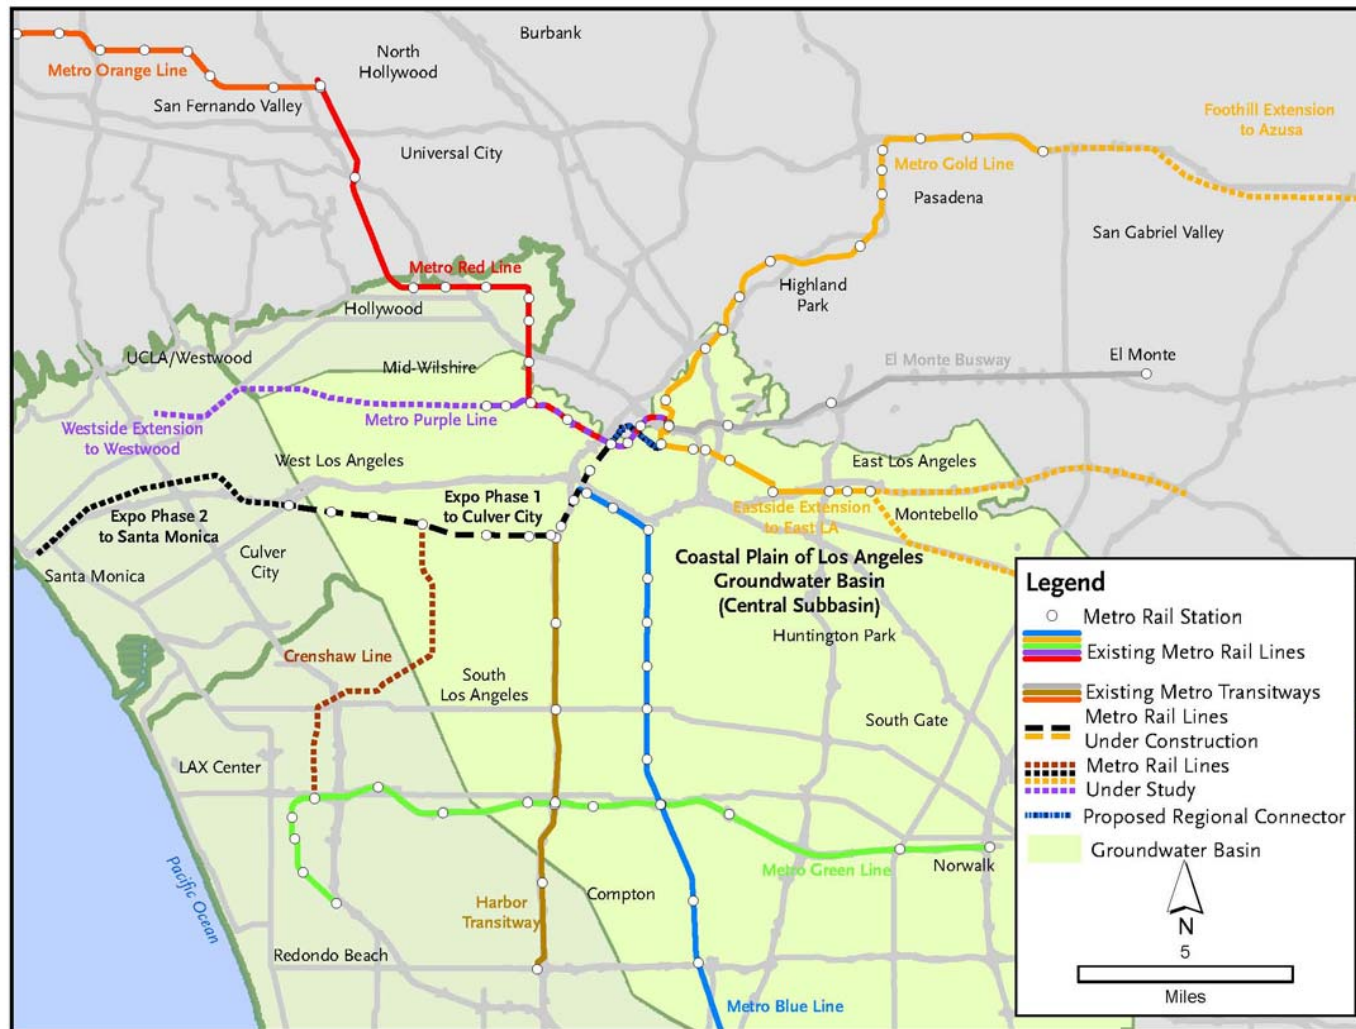 Burbank
North
Hollywood
Metro Orange Line
San Fernando Valley
Foothill Extension
to Azusa
Universal City
Metro Gold Line
Pasadena
San Gabriel Valley
Metro Red Line
Highland
Park
Hollywood
UCLA/Westwood
Mid-Wilshire
El Monte Busway
El Monte
Metro Purple Line
Westside Extension
to Westwood
West Los Angeles
East Los Angeles
Expo Phase 1
to Culver City
Eastside Extension
to East LA
Montebello
Expo Phase 2
to Santa Monica
Culver
City
Santa Monica
Coastal Plain of Los Angeles
Groundwater Basin
(Central Subbasin)
Huntington Park
Crenshaw Line
South
Los Angeles
South Gate
LAX Center
Pacific Ocean
Metro Green Line
Norwalk
Compton
Harbor
Transitway
Redondo Beach
Metro Blue Line
Legend
Metro Rail Station
Existing Metro Rail Lines
Existing Metro Transitways
Metro Rail Lines
Under Construction
Metro Rail Lines
Under Study
Proposed Regional Connector
Groundwater Basin
N
5
Miles